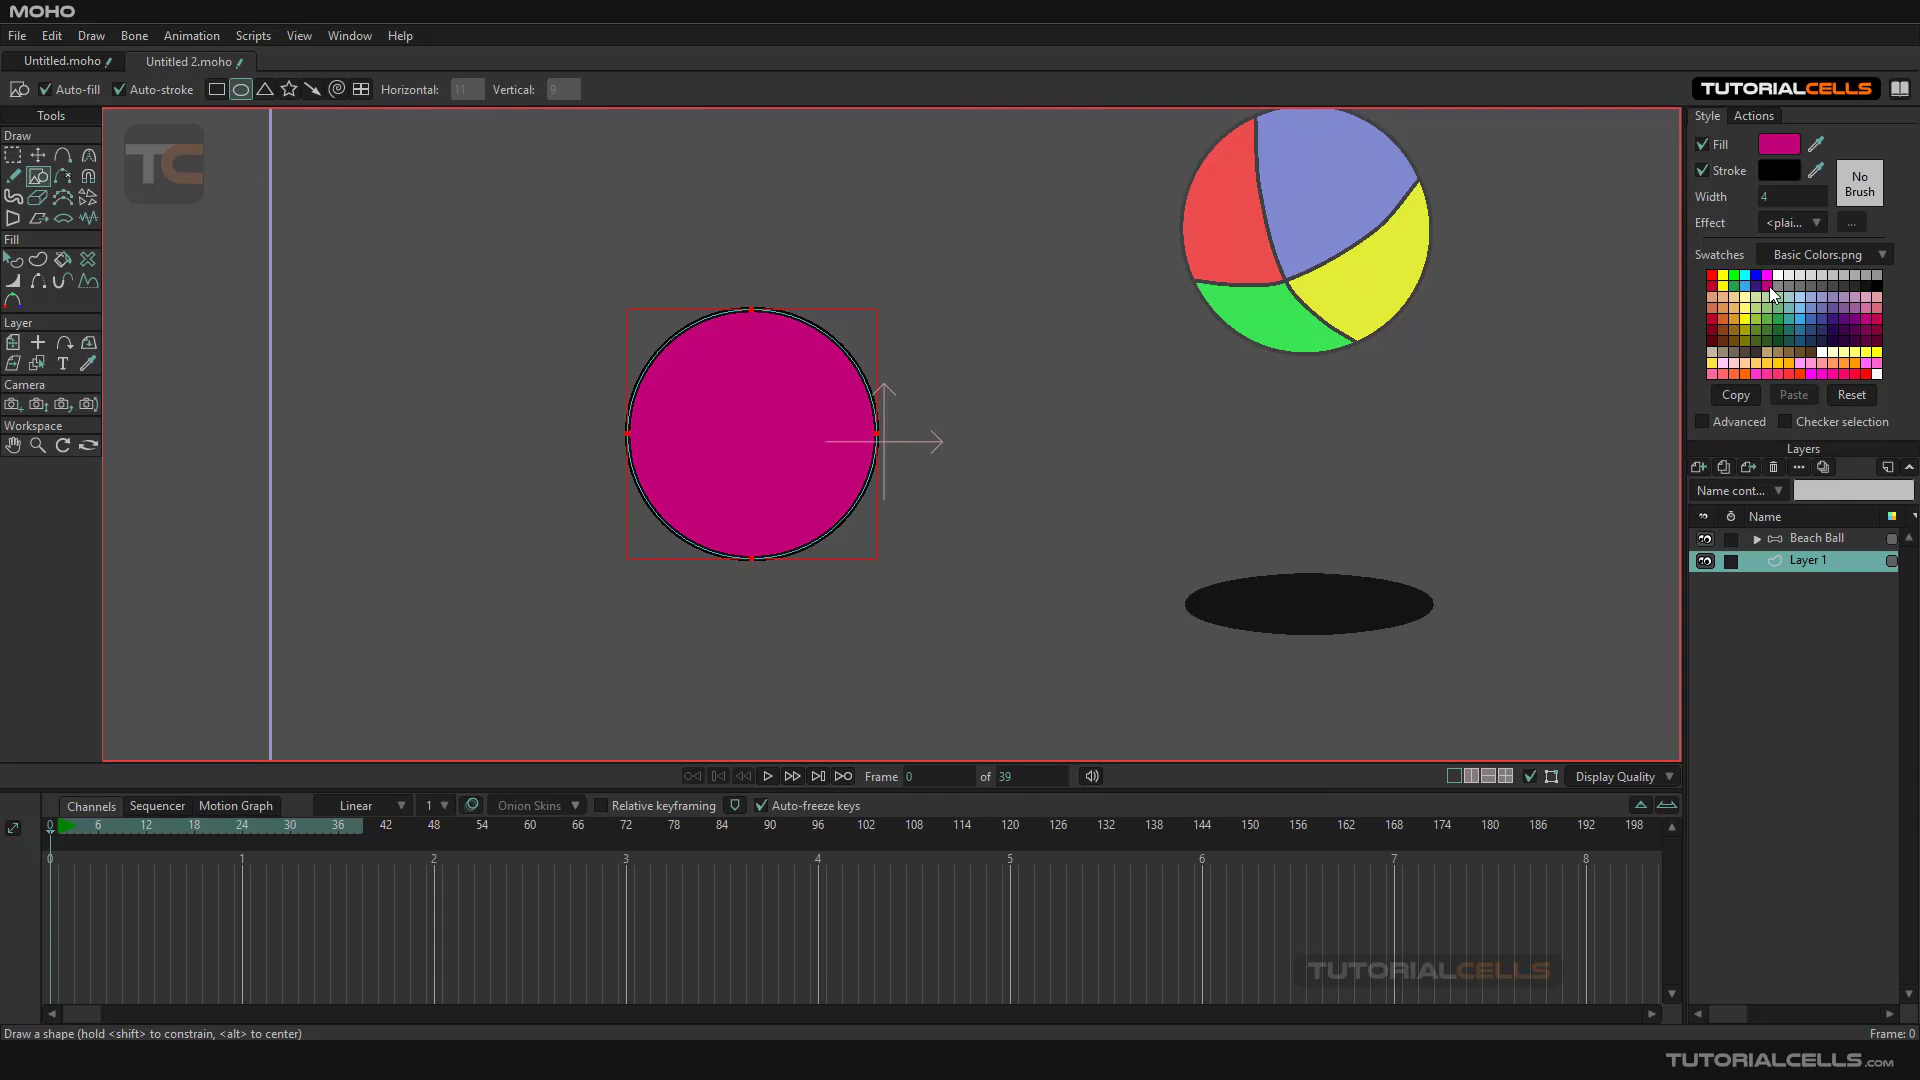 MOHO
File Edit Draw Bone Animation Scripts View Window Help
Untitled.moho Untitled 2.moho
Auto-fill Auto-stroke Horizontal: 11 Vertical: 9
TUTORIALCELLS
Tools
Draw
Fill
Layer
T
Camera
Workspace
TC
Style Actions
Fill
Stroke
No Brush
Width 4
Effect <plai... ...
Swatches Basic Colors.png
Copy Paste Reset
Advanced Checker selection
Layers
Name cont...
Name
Beach Ball
Layer 1
Frame 0 of 39
Display Quality
Channels Sequencer Motion Graph Linear 1 Onion Skins Relative keyframing Auto-freeze keys
0 6 12 18 24 30 36 42 48 54 60 66 72 78 84 90 96 102 108 114 120 126 132 138 144 150 156 162 168 174 180 186 192 198
0 1 2 3 4 5 6 7 8
TUTORIALCELLS
Draw a shape (hold <shift> to constrain, <alt> to center)
Frame: 0
TUTORIALCELLS.COM